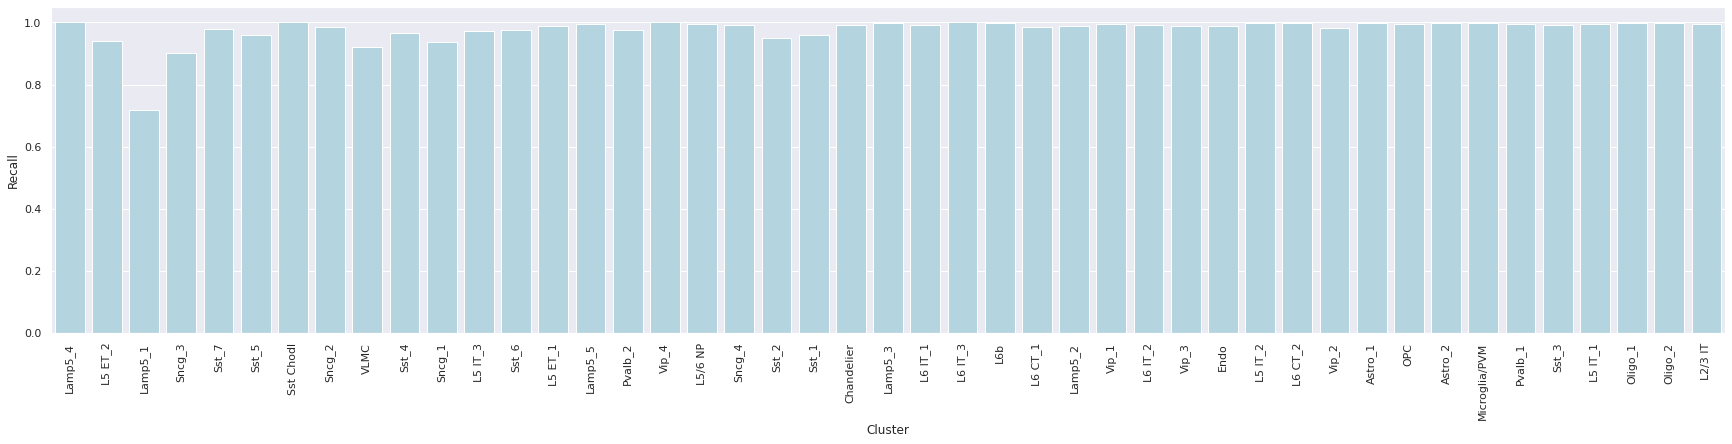 1.0
0.8
0.6
0.4
0.2
0.0
Recall
Lamp5_4
L5 ET_2
Lamp5_1
Sncg_3
Sst_7
Sst_5
Sst Chodl
Sncg_2
VLMC
Sst_4
Sncg_1
L5 IT_3
Sst_6
L5 ET_1
Lamp5_5
Pvalb_2
Vip_4
L5/6 NP
Sncg_4
Sst_2
Sst_1
Chandelier
Lamp5_3
L6 IT_1
L6 IT_3
L6b
L6 CT_1
Lamp5_2
Vip_1
L6 IT_2
Vip_3
Endo
L5 IT_2
L6 CT_2
Vip_2
Astro_1
OPC
Astro_2
Microglia/PVM
Pvalb_1
Sst_3
L5 IT_1
Oligo_1
Oligo_2
L2/3 IT
Cluster